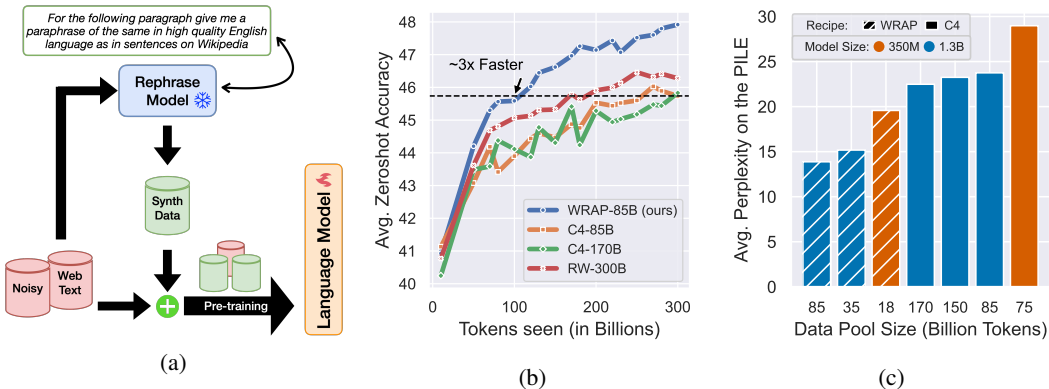 For the following paragraph give me a
paraphrase of the same in high quality English
language as in sentences on Wikipedia
Rephrase
Model
Synth
Data
Noisy
Web
Text
Pre-training
Language Model
(a)
Avg. Zeroshot Accuracy
48
47
46
45
44
43
42
41
40
~3x Faster
WRAP-85B (ours)
C4-85B
C4-170B
RW-300B
0
100
200
300
Tokens seen (in Billions)
(b)
Avg. Perplexity on the PILE
30
25
20
15
10
5
0
Recipe: WRAP C4
Model Size: 350M 1.3B
85
35
18
170
150
85
75
Data Pool Size (Billion Tokens)
(c)